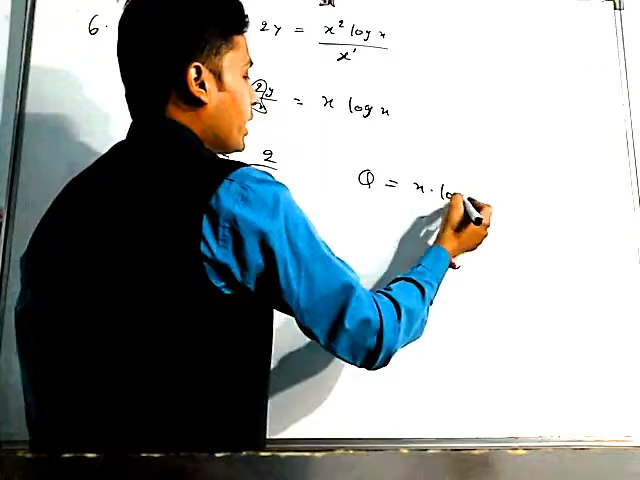 6. 2y = x² log x / x'
2y / x = x log x
2
Q = x . lo